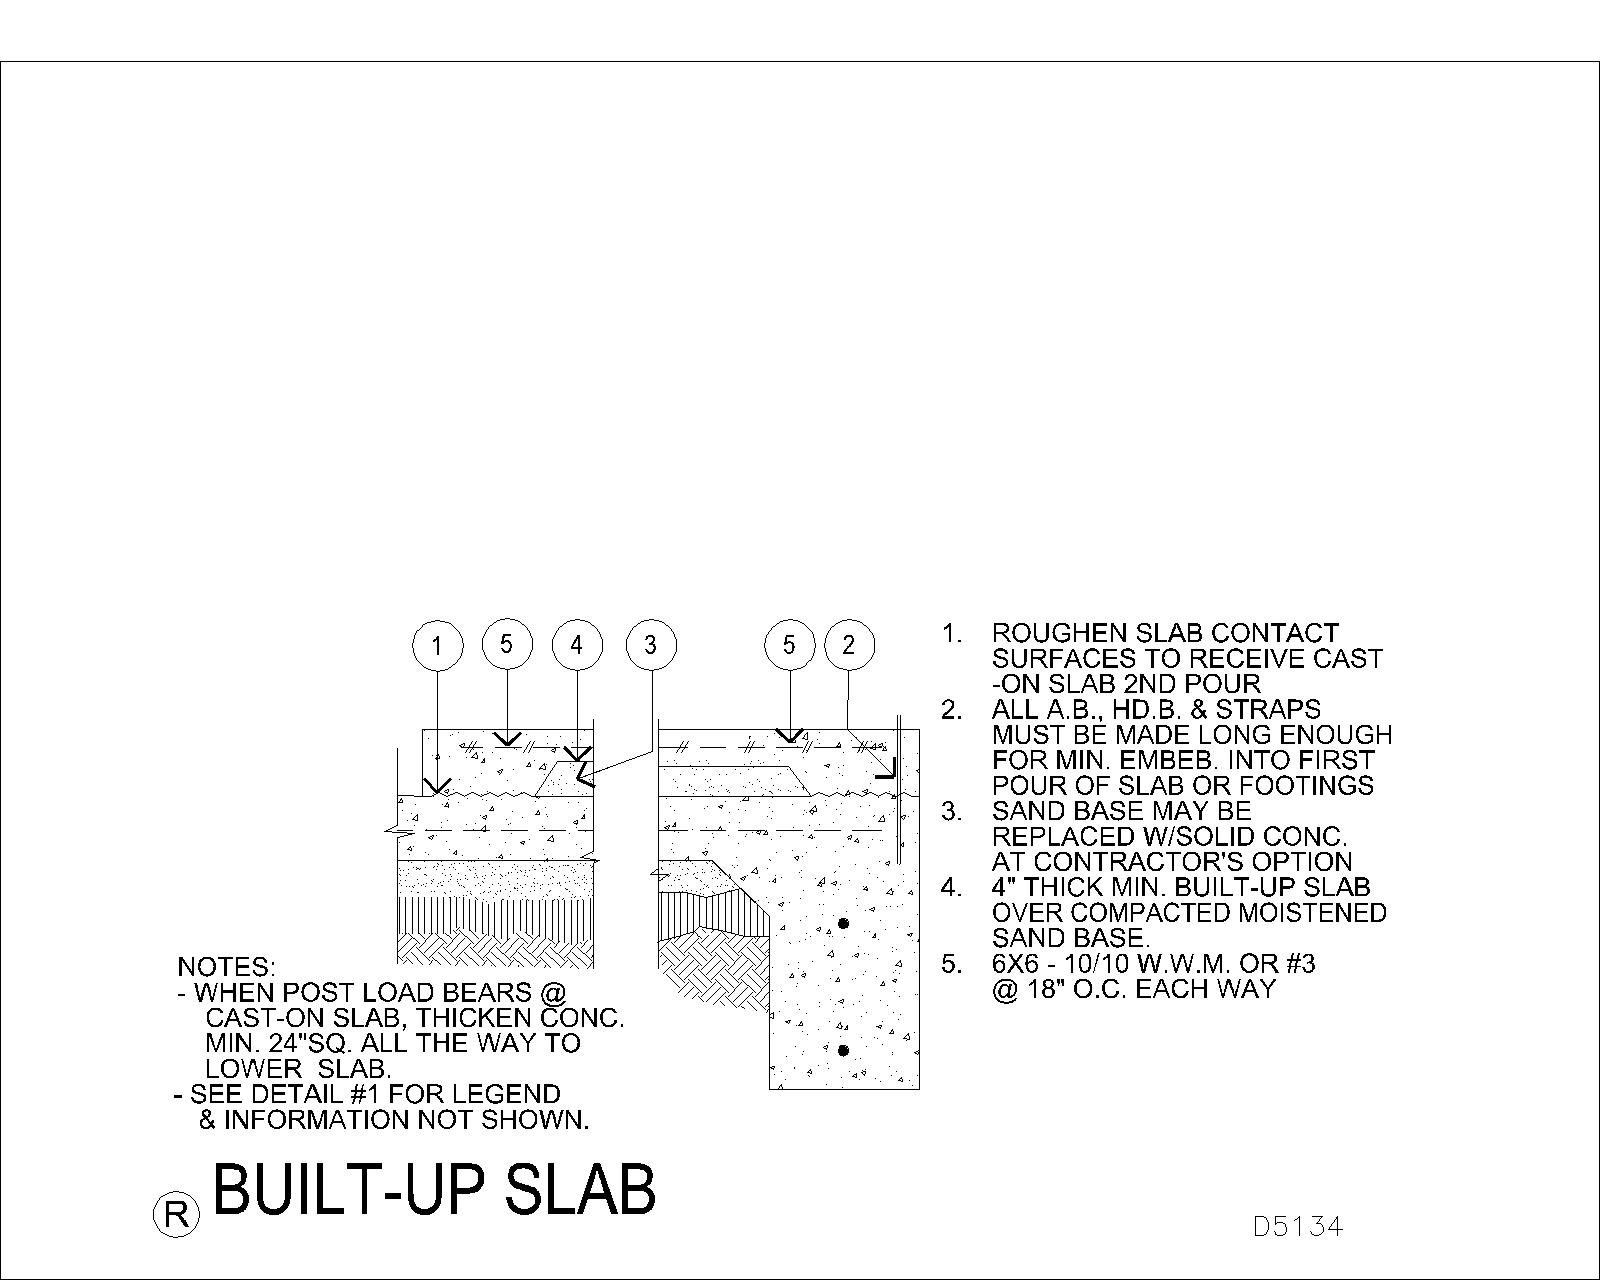 1 5 4 3 5 2
1. ROUGHEN SLAB CONTACT
SURFACES TO RECEIVE CAST
-ON SLAB 2ND POUR
2. ALL A.B., HD.B. & STRAPS
MUST BE MADE LONG ENOUGH
FOR MIN. EMBEB. INTO FIRST
POUR OF SLAB OR FOOTINGS
3. SAND BASE MAY BE
REPLACED W/SOLID CONC.
AT CONTRACTOR'S OPTION
4. 4" THICK MIN. BUILT-UP SLAB
OVER COMPACTED MOISTENED
SAND BASE.
5. 6X6 - 10/10 W.W.M. OR #3
@ 18" O.C. EACH WAY
NOTES:
- WHEN POST LOAD BEARS @
CAST-ON SLAB, THICKEN CONC.
MIN. 24"SQ. ALL THE WAY TO
LOWER SLAB.
- SEE DETAIL #1 FOR LEGEND
& INFORMATION NOT SHOWN.
R BUILT-UP SLAB
D5134